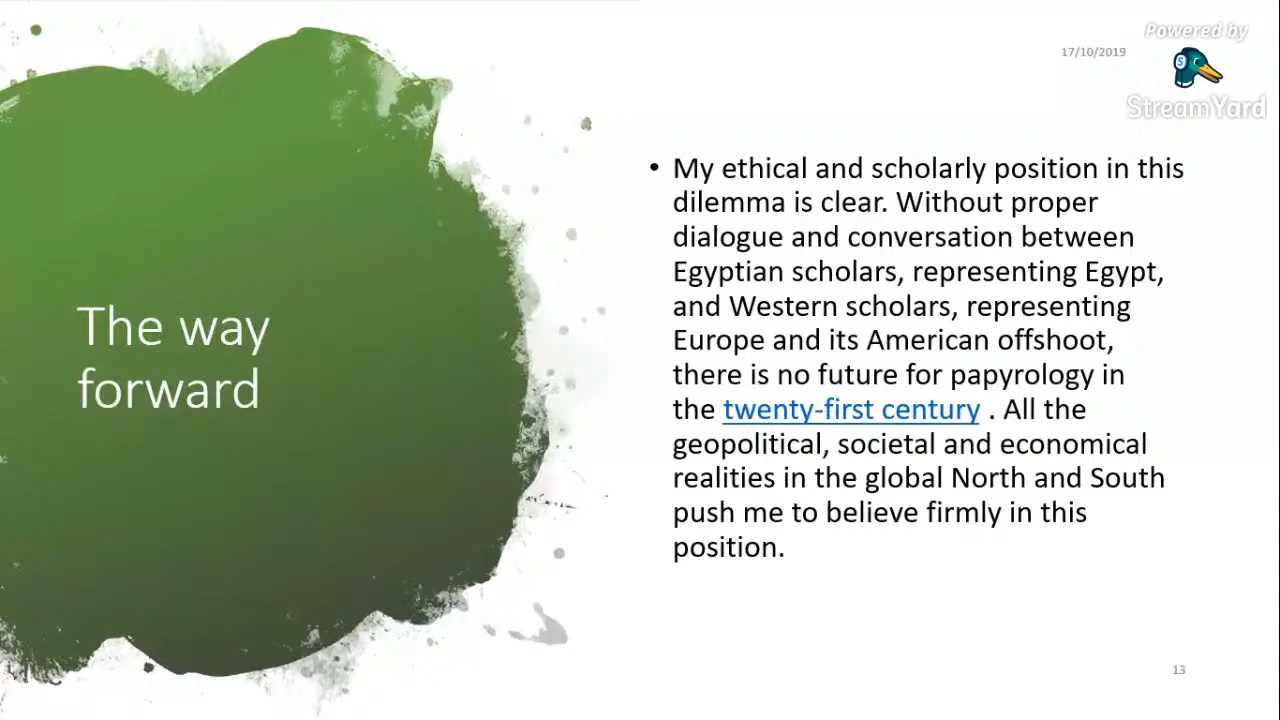 Powered by
17/10/2019
S
StreamYard
The way
forward
• My ethical and scholarly position in this
dilemma is clear. Without proper
dialogue and conversation between
Egyptian scholars, representing Egypt,
and Western scholars, representing
Europe and its American offshoot,
there is no future for papyrology in
the twenty-first century . All the
geopolitical, societal and economical
realities in the global North and South
push me to believe firmly in this
position.
13